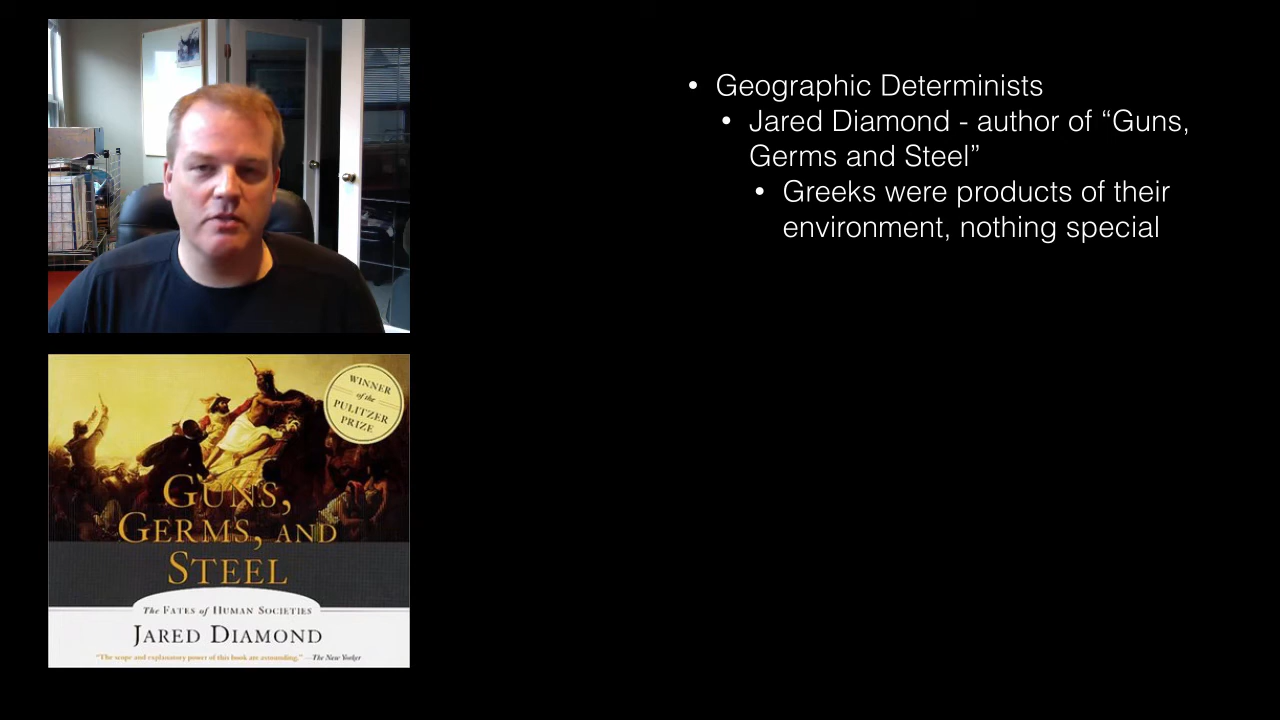 • Geographic Determinists
• Jared Diamond - author of “Guns,
Germs and Steel”
• Greeks were products of their
environment, nothing special
WINNER
of the
PULITZER
PRIZE
GUNS,
GERMS, AND
STEEL
The FATES of HUMAN SOCIETIES
JARED DIAMOND
"The scope and explanatory power of this book are astounding." —The New Yorker